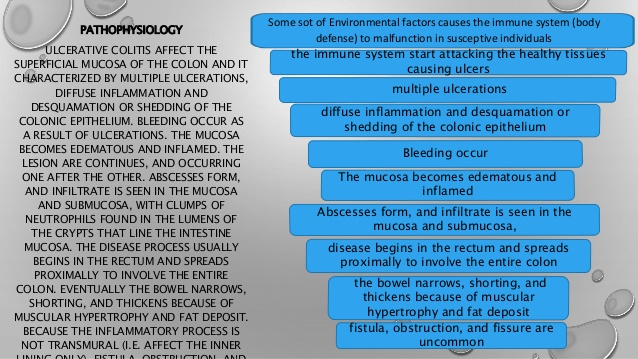 PATHOPHYSIOLOGY
ULCERATIVE COLITIS AFFECT THE
SUPERFICIAL MUCOSA OF THE COLON AND IT
CHARACTERIZED BY MULTIPLE ULCERATIONS,
DIFFUSE INFLAMMATION AND
DESQUAMATION OR SHEDDING OF THE
COLONIC EPITHELIUM. BLEEDING OCCUR AS
A RESULT OF ULCERATIONS. THE MUCOSA
BECOMES EDEMATOUS AND INFLAMED. THE
LESION ARE CONTINUES, AND OCCURRING
ONE AFTER THE OTHER. ABSCESSES FORM,
AND INFILTRATE IS SEEN IN THE MUCOSA
AND SUBMUCOSA, WITH CLUMPS OF
NEUTROPHILS FOUND IN THE LUMENS OF
THE CRYPTS THAT LINE THE INTESTINE
MUCOSA. THE DISEASE PROCESS USUALLY
BEGINS IN THE RECTUM AND SPREADS
PROXIMALLY TO INVOLVE THE ENTIRE
COLON. EVENTUALLY THE BOWEL NARROWS,
SHORTING, AND THICKENS BECAUSE OF
MUSCULAR HYPERTROPHY AND FAT DEPOSIT.
BECAUSE THE INFLAMMATORY PROCESS IS
NOT TRANSMURAL (I.E. AFFECT THE INNER
LINING ONLY), FISTULA, OBSTRUCTION, AND
Some sot of Environmental factors causes the immune system (body
defense) to malfunction in susceptive individuals
the immune system start attacking the healthy tissues
causing ulcers
multiple ulcerations
diffuse inflammation and desquamation or
shedding of the colonic epithelium
Bleeding occur
The mucosa becomes edematous and
inflamed
Abscesses form, and infiltrate is seen in the
mucosa and submucosa,
disease begins in the rectum and spreads
proximally to involve the entire colon
the bowel narrows, shorting, and
thickens because of muscular
hypertrophy and fat deposit
fistula, obstruction, and fissure are
uncommon